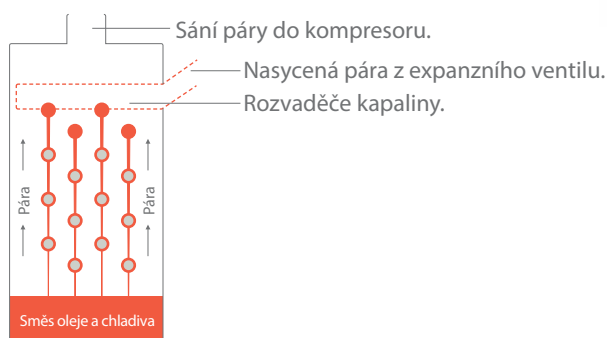 Sání páry do kompresoru.
Nasycená pára z expanzního ventilu.
Rozvaděče kapaliny.
Pára
Pára
Směs oleje a chladiva